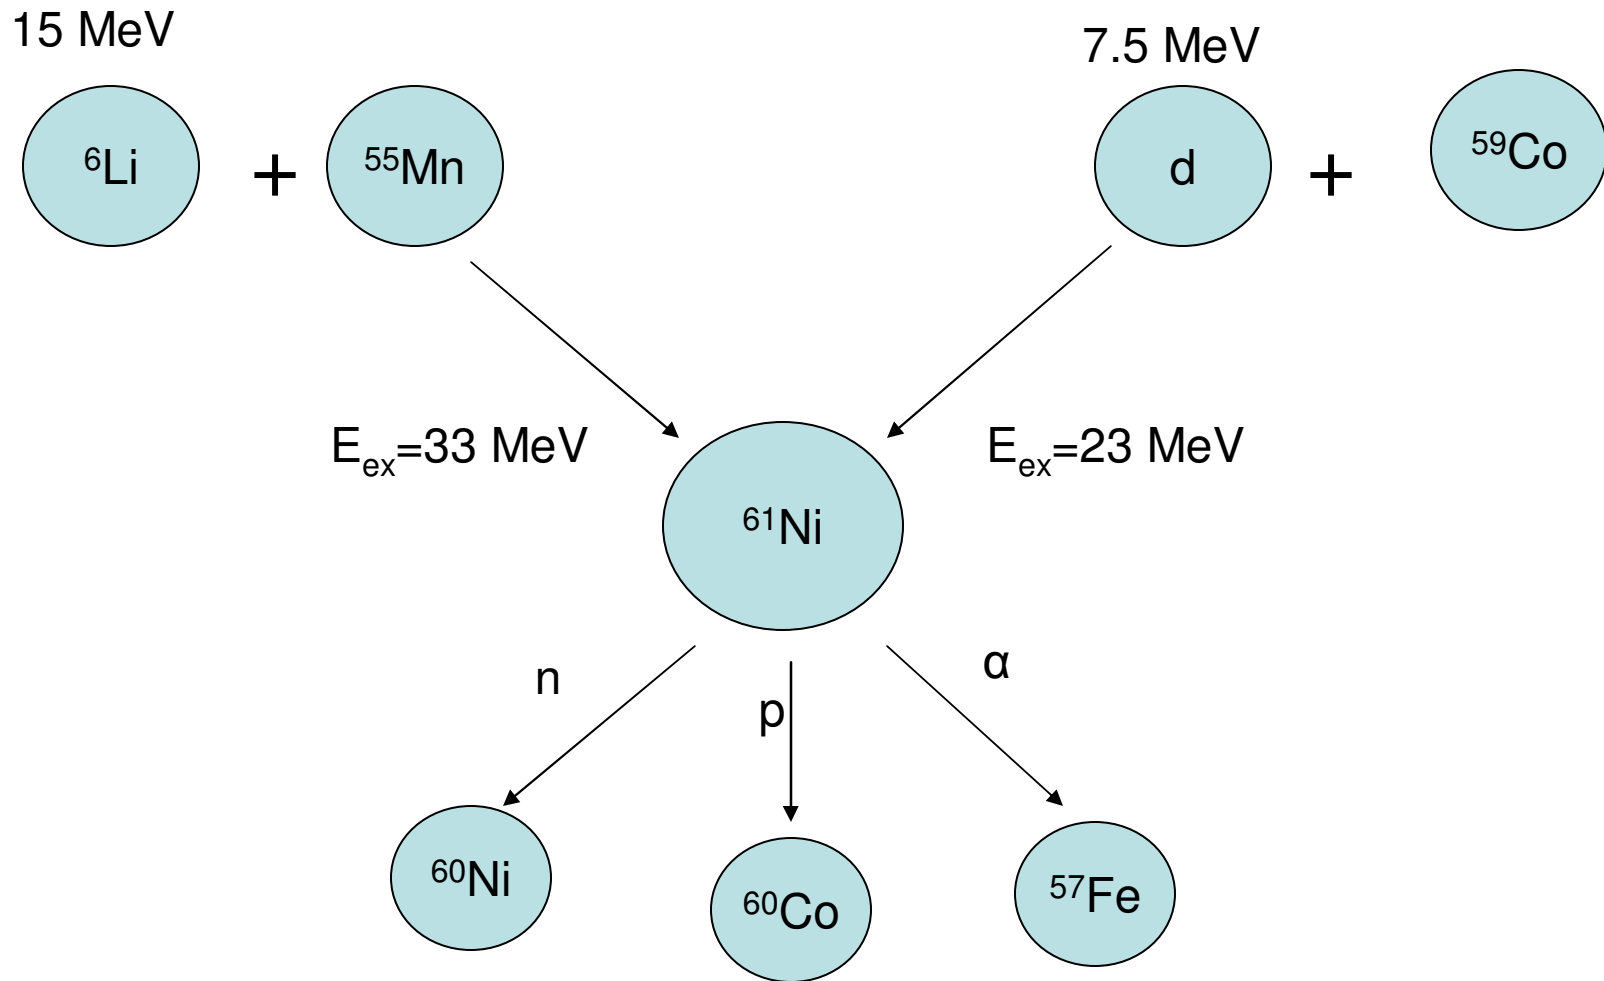 15 MeV
7.5 MeV
⁶Li + ⁵⁵Mn
d + ⁵⁹Co
Eₑₓ=33 MeV
Eₑₓ=23 MeV
⁶¹Ni
n
p
α
⁶⁰Ni
⁶⁰Co
⁵⁷Fe